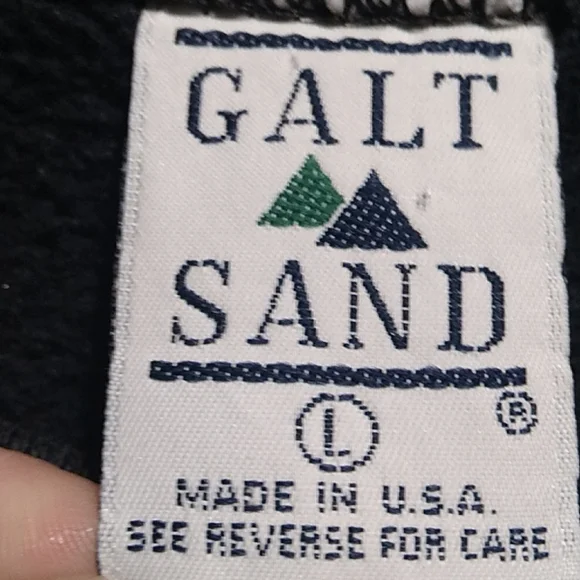 GALT
SAND
®
L
MADE IN U.S.A.
SEE REVERSE FOR CARE